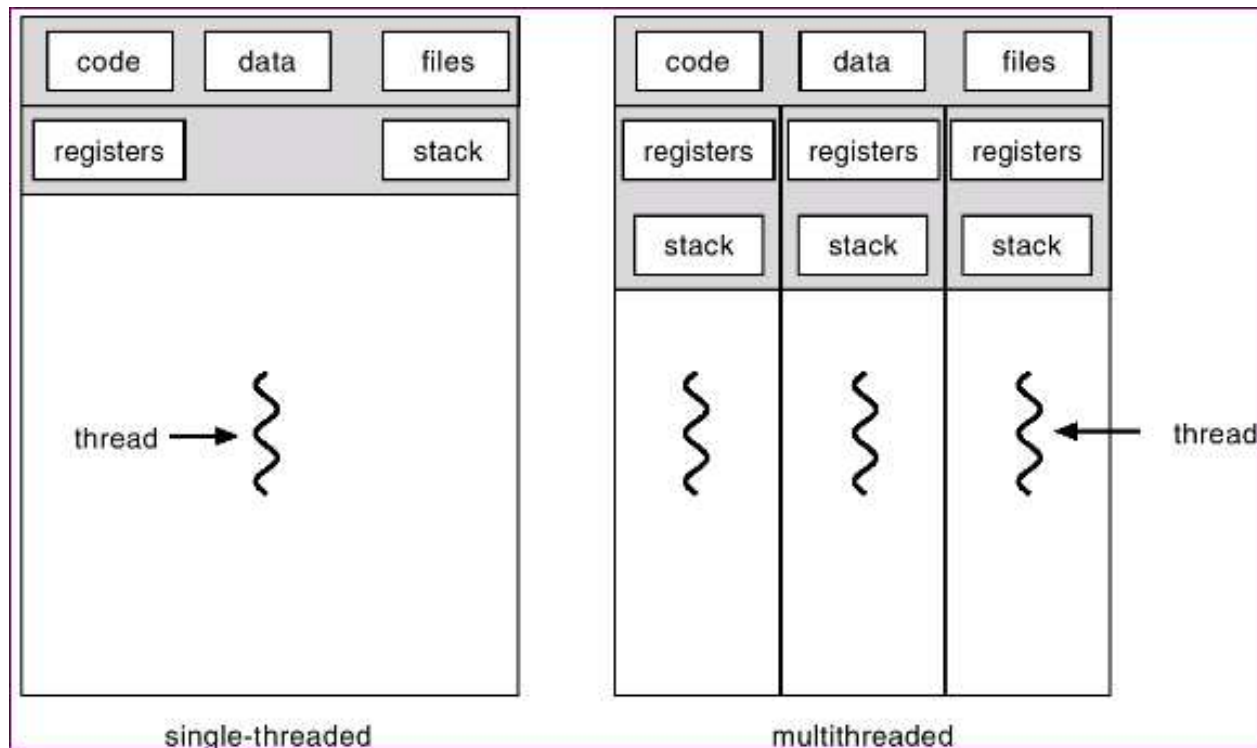 code data files
registers stack
thread
single-threaded
code data files
registers registers registers
stack stack stack
thread
multithreaded